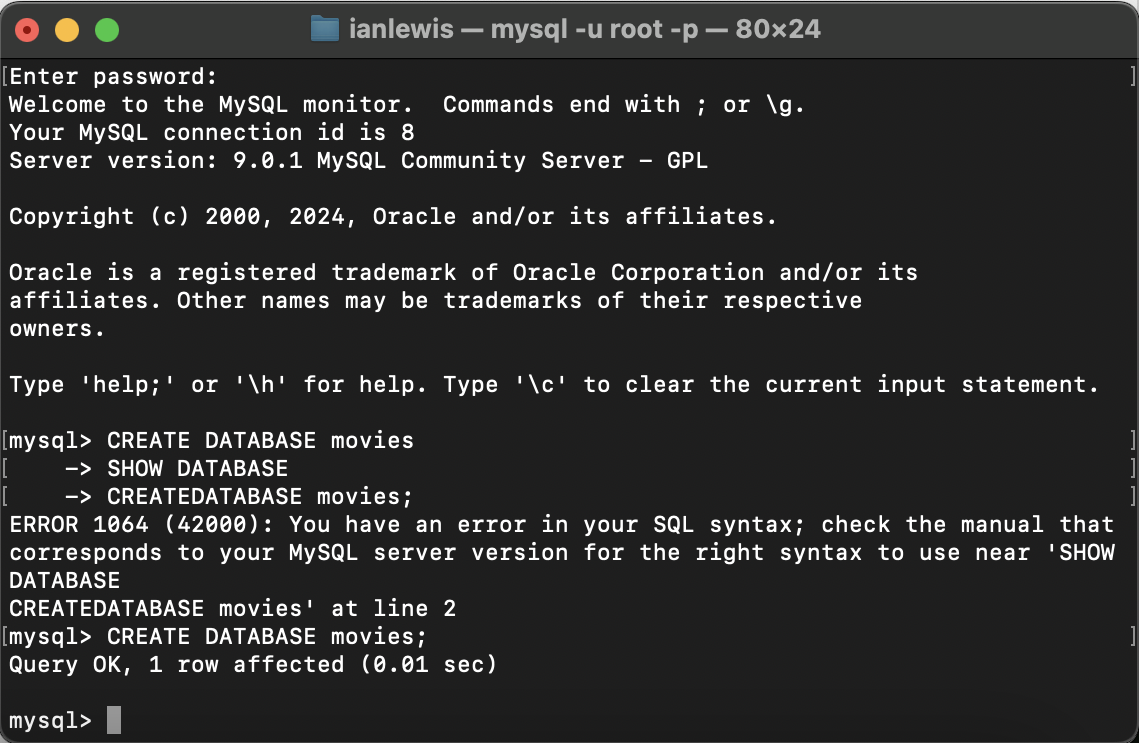 ianlewis — mysql -u root -p — 80×24
[Enter password: ]
Welcome to the MySQL monitor.  Commands end with ; or \g.
Your MySQL connection id is 8
Server version: 9.0.1 MySQL Community Server - GPL
Copyright (c) 2000, 2024, Oracle and/or its affiliates.
Oracle is a registered trademark of Oracle Corporation and/or its
affiliates. Other names may be trademarks of their respective
owners.
Type 'help;' or '\h' for help. Type '\c' to clear the current input statement.
[mysql> CREATE DATABASE movies ]
[    -> SHOW DATABASE ]
[    -> CREATEDATABASE movies; ]
ERROR 1064 (42000): You have an error in your SQL syntax; check the manual that
corresponds to your MySQL server version for the right syntax to use near 'SHOW
DATABASE
CREATEDATABASE movies' at line 2
[mysql> CREATE DATABASE movies; ]
Query OK, 1 row affected (0.01 sec)
mysql>